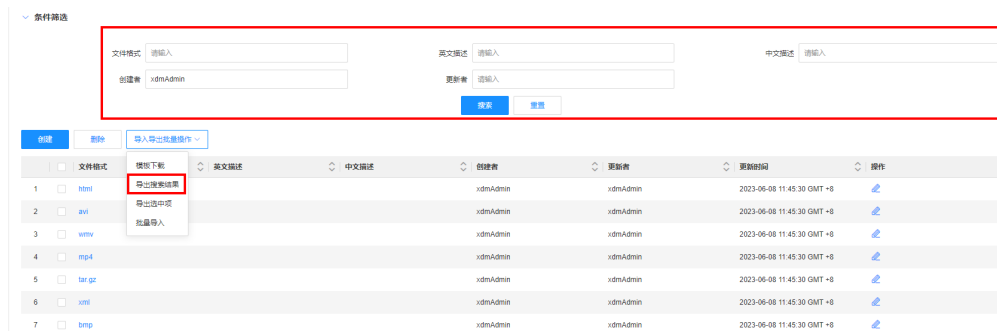 条件筛选
文件格式 请输入 英文描述 请输入 中文描述 请输入
创建者 xdmAdmin 更新者 请输入
搜索 重置
创建 删除 导入导出批量操作
文件格式 英文描述 中文描述 创建者 更新者 更新时间 操作
模板下载
导出搜索结果
导出选中项
批量导入
1 html xdmAdmin xdmAdmin 2023-06-08 11:45:30 GMT +8
2 avi xdmAdmin xdmAdmin 2023-06-08 11:45:30 GMT +8
3 wmv xdmAdmin xdmAdmin 2023-06-08 11:45:30 GMT +8
4 mp4 xdmAdmin xdmAdmin 2023-06-08 11:45:30 GMT +8
5 tar.gz xdmAdmin xdmAdmin 2023-06-08 11:45:30 GMT +8
6 xml xdmAdmin xdmAdmin 2023-06-08 11:45:30 GMT +8
7 bmp xdmAdmin xdmAdmin 2023-06-08 11:45:30 GMT +8